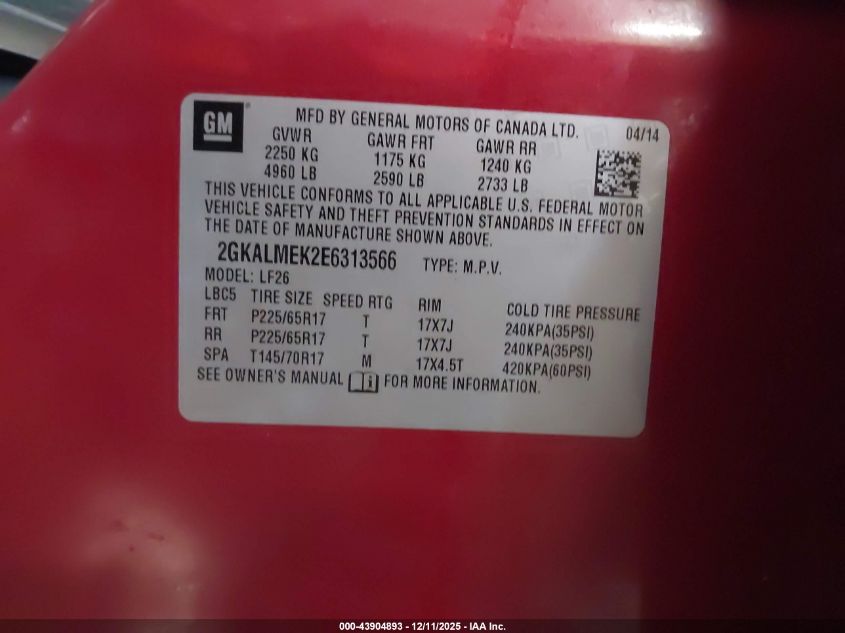 GM
MFD BY GENERAL MOTORS OF CANADA LTD. 04/14
GVWR GAWR FRT GAWR RR
2250 KG 1175 KG 1240 KG
4960 LB 2590 LB 2733 LB
THIS VEHICLE CONFORMS TO ALL APPLICABLE U.S. FEDERAL MOTOR
VEHICLE SAFETY AND THEFT PREVENTION STANDARDS IN EFFECT ON
THE DATE OF MANUFACTURE SHOWN ABOVE.
2GKALMEK2E6313566 TYPE: M.P.V.
MODEL: LF26
LBC5 TIRE SIZE SPEED RTG RIM COLD TIRE PRESSURE
FRT P225/65R17 T 17X7J 240KPA(35PSI)
RR P225/65R17 T 17X7J 240KPA(35PSI)
SPA T145/70R17 M 17X4.5T 420KPA(60PSI)
SEE OWNER'S MANUAL i FOR MORE INFORMATION.
000-43904893 - 12/11/2025 - IAA Inc.